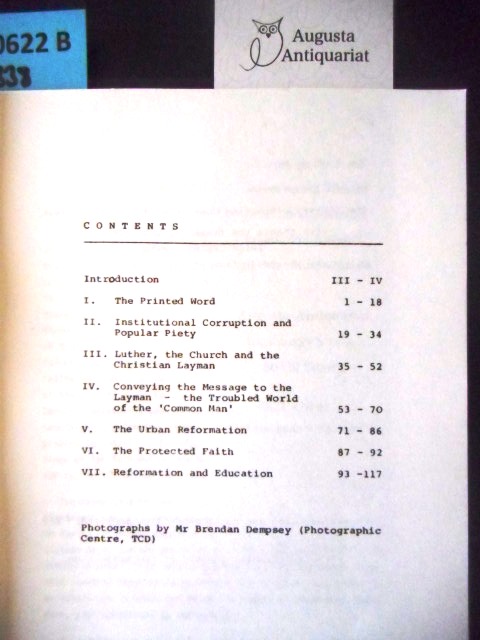 0622 B
Augusta
Antiquariat
CONTENTS
Introduction III - IV
I. The Printed Word 1 - 18
II. Institutional Corruption and
Popular Piety 19 - 34
III. Luther, the Church and the
Christian Layman 35 - 52
IV. Conveying the Message to the
Layman - the Troubled World
of the 'Common Man' 53 - 70
V. The Urban Reformation 71 - 86
VI. The Protected Faith 87 - 92
VII. Reformation and Education 93 -117
Photographs by Mr Brendan Dempsey (Photographic
Centre, TCD)